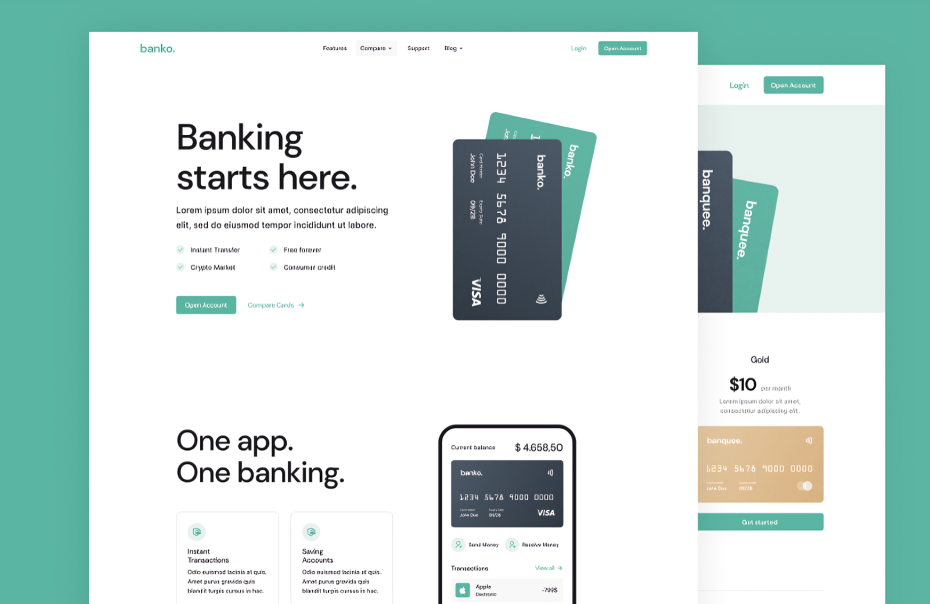 banko.
Features Compare Support Blog
Login Open Account
Banking
starts here.
Lorem ipsum dolor sit amet, consectetur adipiscing
elit, sed do eiusmod tempor incididunt ut labore.
Instant Transfer Free forever
Crypto Market Consumer credit
Open Account Compare Cards →
banko.
1234 5678 9000 0000
Card Holder
John Doe
Expiry Date
09/28
VISA
banko.
One app.
One banking.
Instant
Transactions
Odio euismod lacinia at quis.
Amet purus gravida quis
blandit turpis cursus in hac.
Saving
Accounts
Odio euismod lacinia at quis.
Amet purus gravida quis
blandit turpis cursus in hac.
Current balance $ 4.658,50
banko.
1234 5678 9000 0000
John Doe 09/28
VISA
Send Money Receive Money
Transactions View all →
Apple
Electronic
-799$
Login Open Account
banquee.
banquee.
Gold
$10 per month
Lorem ipsum dolor sit amet,
consectetur adipiscing elit.
banquee.
1234 5678 9000 0000
John Doe 09/28
Get started